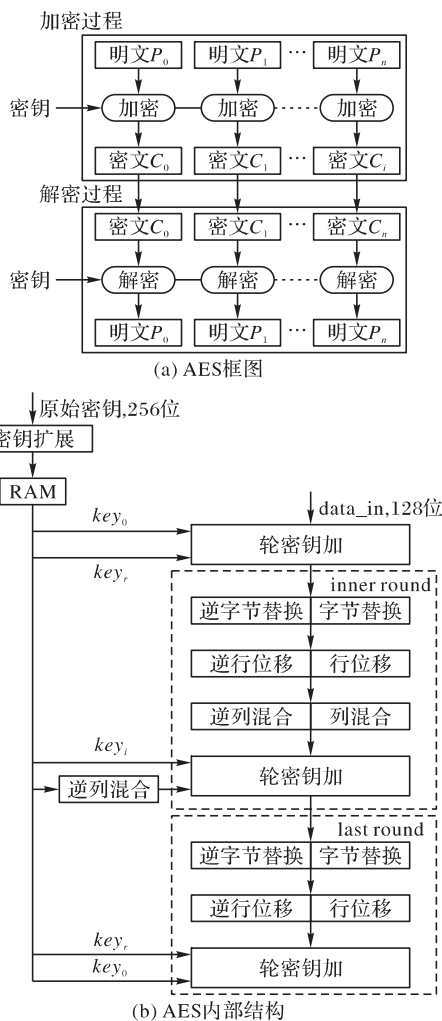 加密过程
明文P₀ 明文P₁ … 明文Pₙ
密钥 加密 加密 加密
密文C₀ 密文C₁ … 密文Cᵢ
解密过程
密文C₀ 密文C₁ … 密文Cₙ
密钥 解密 解密 解密
明文P₀ 明文P₁ … 明文Pₙ
(a) AES框图
原始密钥,256位
密钥扩展
RAM
data_in,128位
key₀
轮密钥加
keyᵣ
inner round
逆字节替换 字节替换
逆行位移 行位移
逆列混合 列混合
keyᵢ
轮密钥加
逆列混合
last round
逆字节替换 字节替换
逆行位移 行位移
keyᵣ
轮密钥加
key₀
(b) AES内部结构